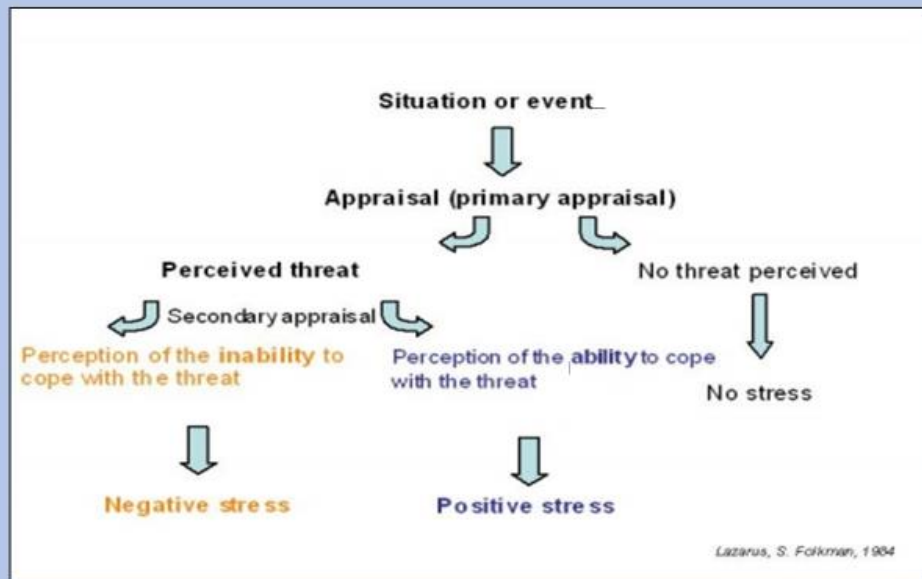 Situation or event_
Appraisal (primary appraisal)
Perceived threat
No threat perceived
Secondary appraisal
Perception of the inability to
cope with the threat
Perception of the ability to cope
with the threat
No stress
Negative stress
Positive stress
Lazarus, S. Folkman, 1984